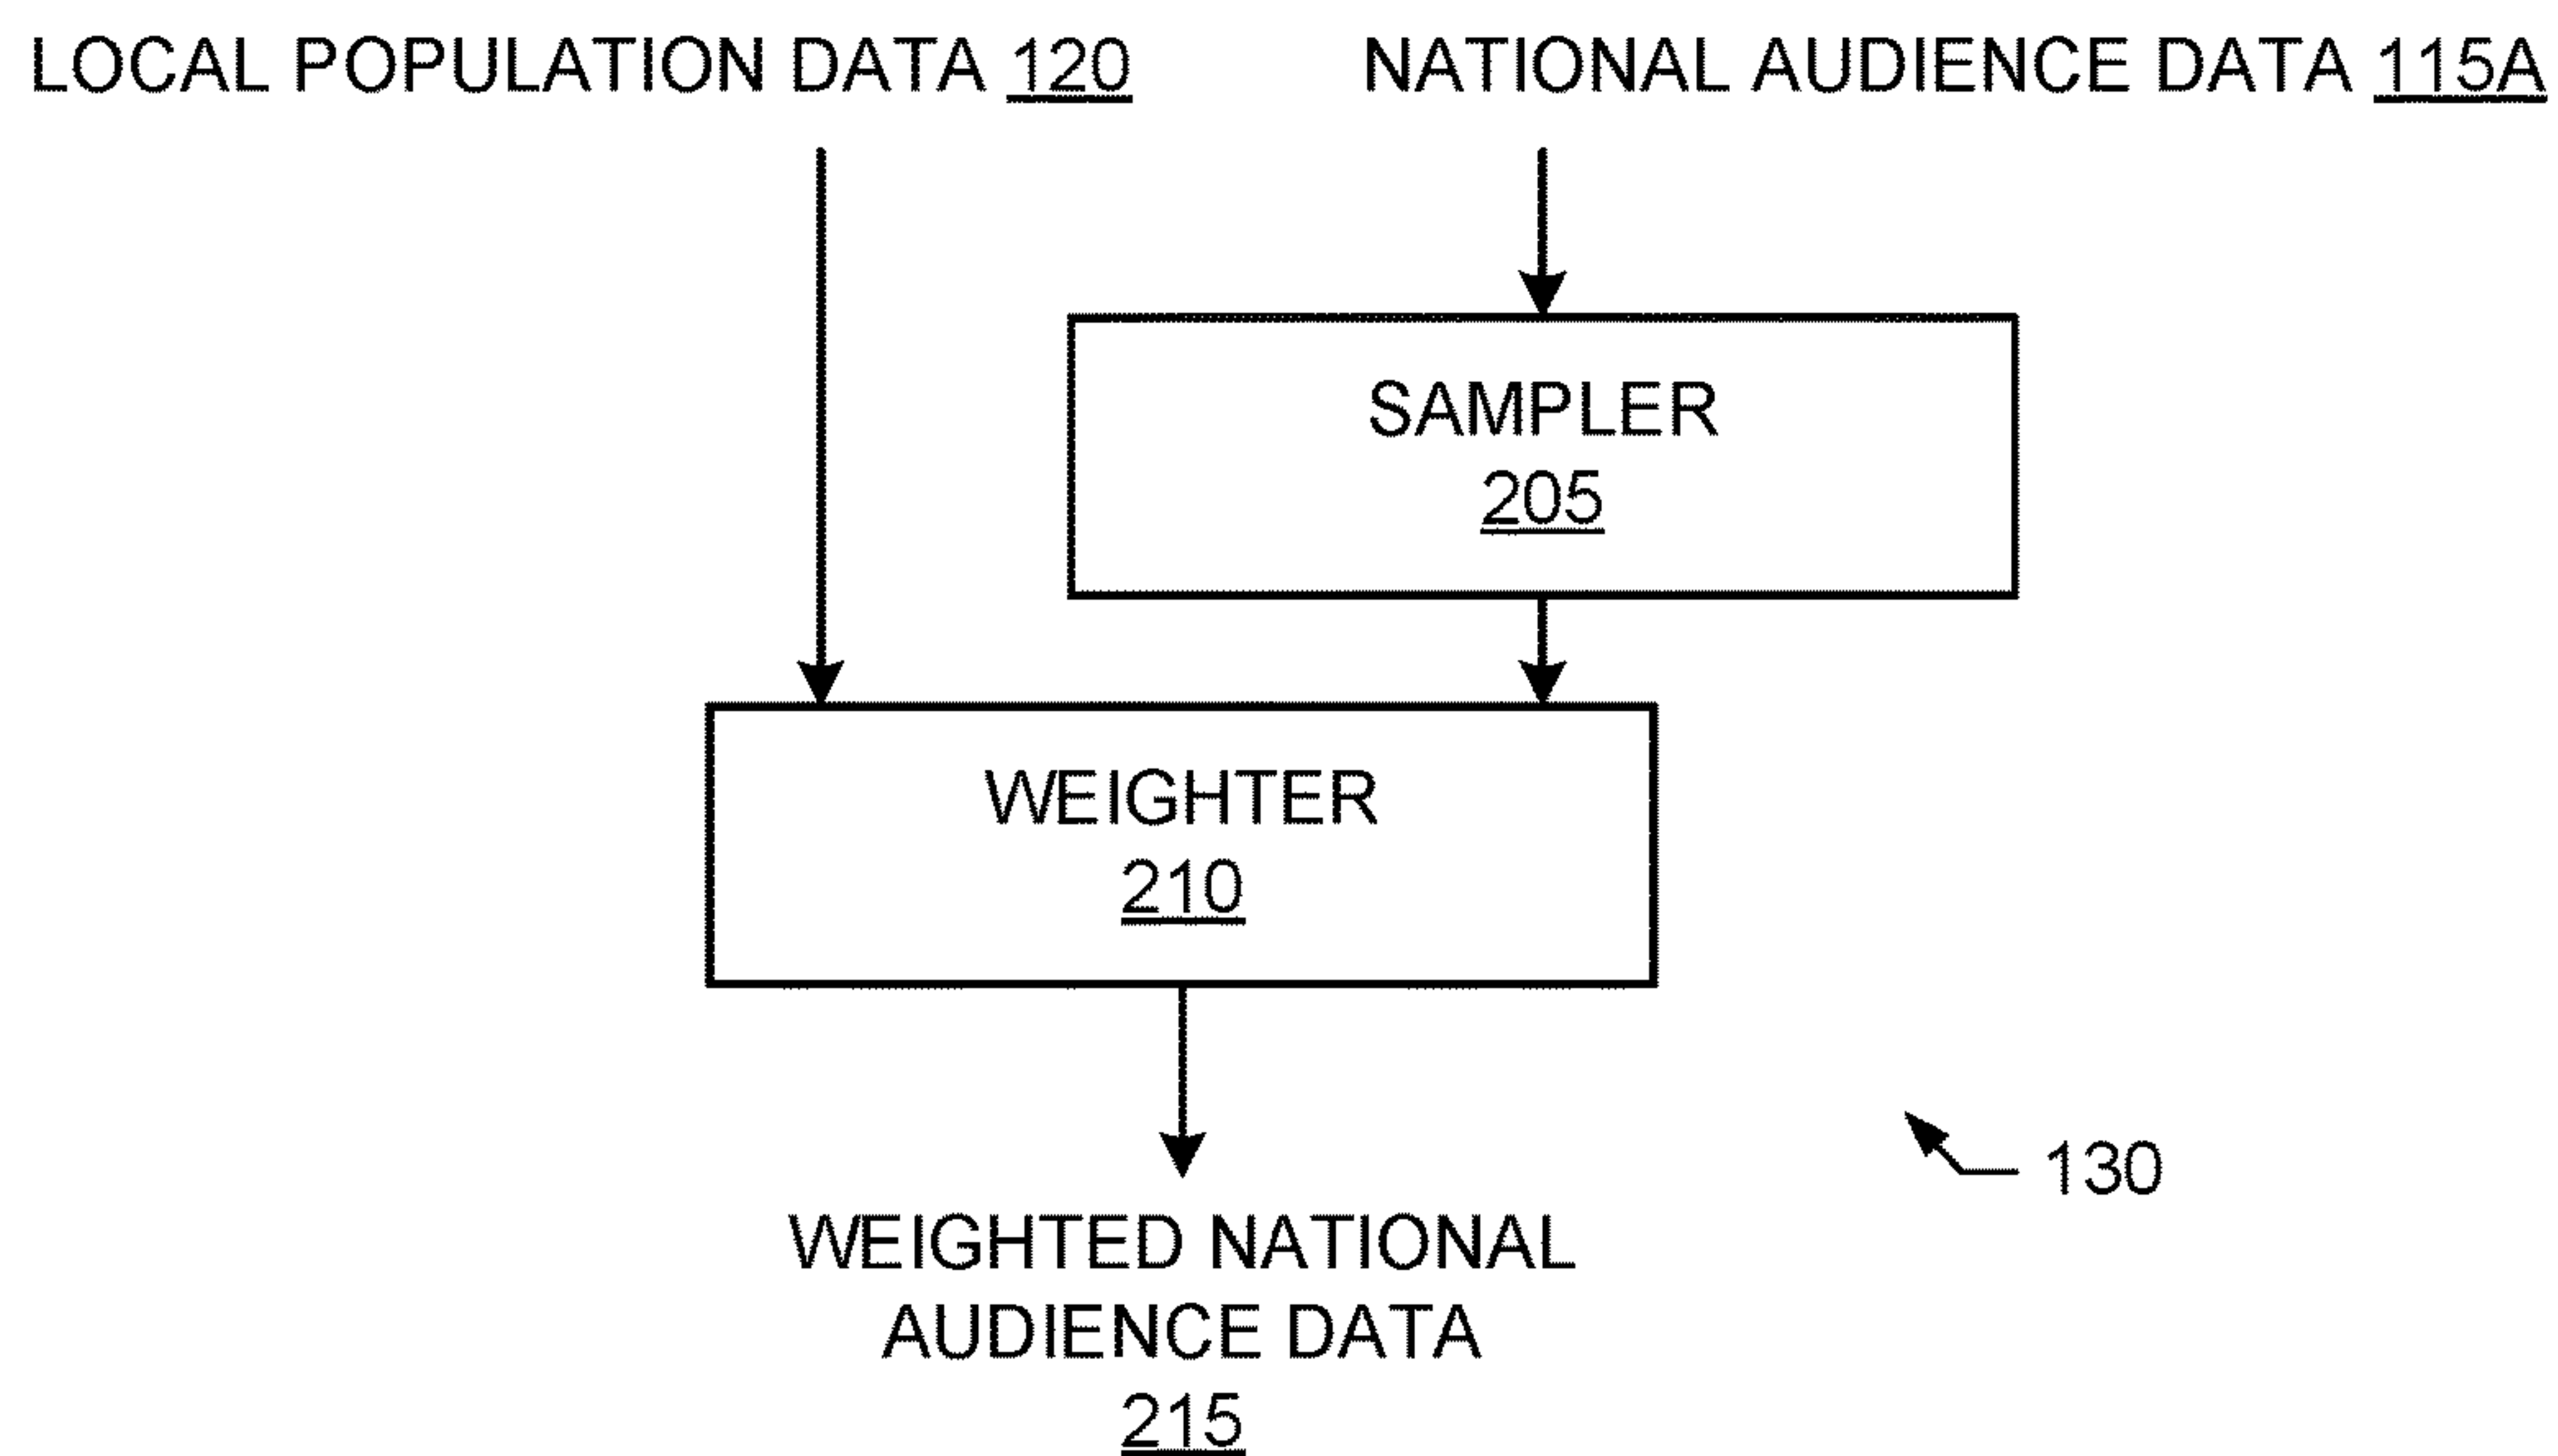 LOCAL POPULATION DATA 120
NATIONAL AUDIENCE DATA 115A
SAMPLER
205
WEIGHTER
210
130
WEIGHTED NATIONAL
AUDIENCE DATA
215